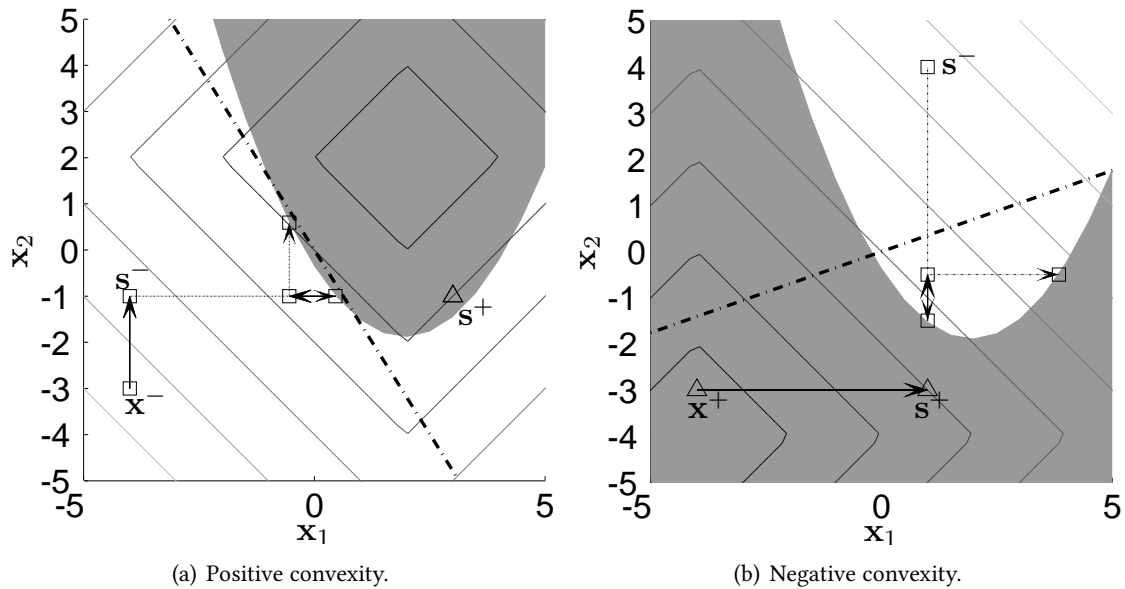 5
4
3
2
1
0
-1
-2
-3
-4
-5
-5 0 5
x₂
x₁
s⁻
x⁻
s⁺
(a) Positive convexity.
5
4
3
2
1
0
-1
-2
-3
-4
-5
-5 0 5
x₂
x₁
s⁻
x⁺
s⁺
(b) Negative convexity.